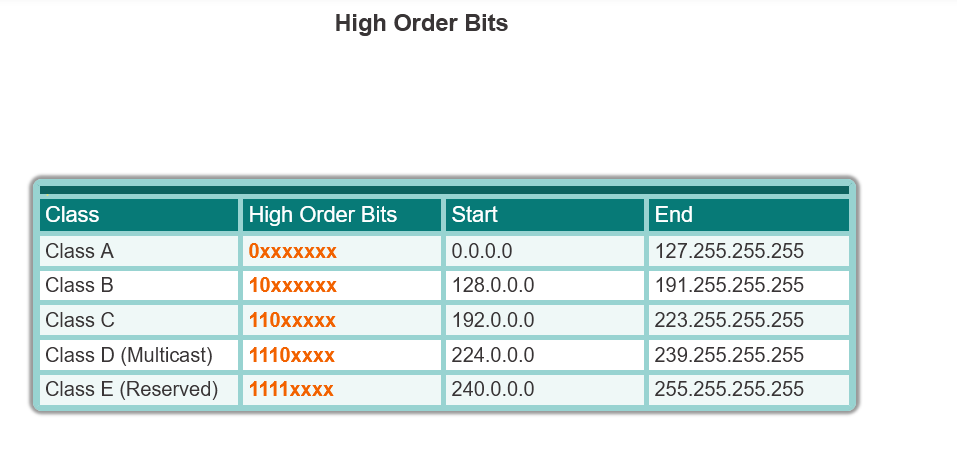 High Order Bits
Class High Order Bits Start End
Class A 0xxxxxxx 0.0.0.0 127.255.255.255
Class B 10xxxxxx 128.0.0.0 191.255.255.255
Class C 110xxxxx 192.0.0.0 223.255.255.255
Class D (Multicast) 1110xxxx 224.0.0.0 239.255.255.255
Class E (Reserved) 1111xxxx 240.0.0.0 255.255.255.255